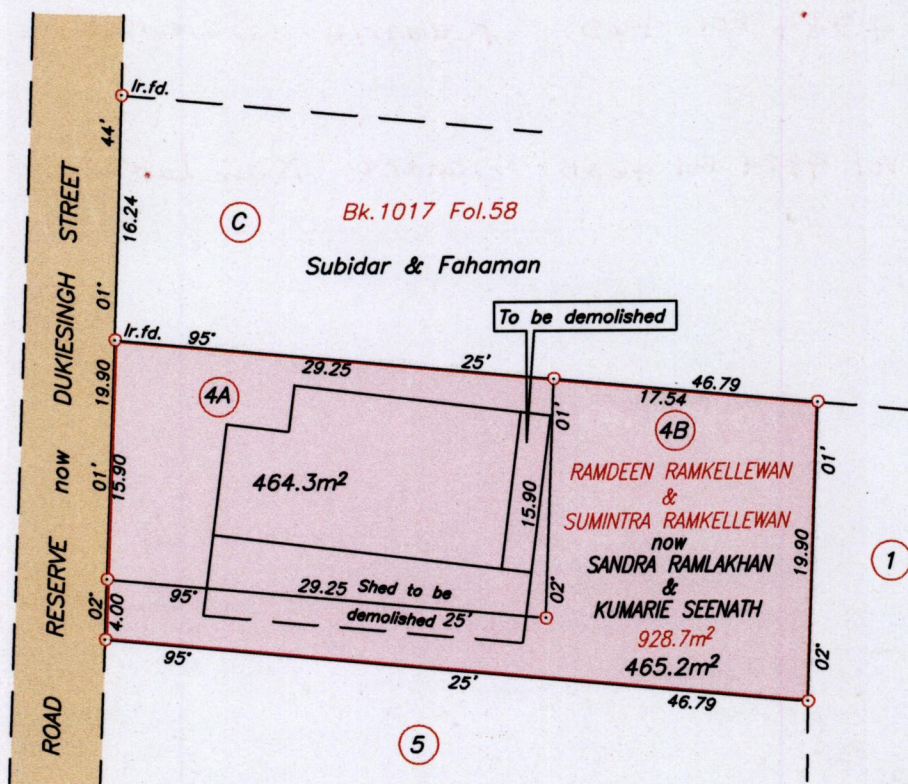 Ir.fd.
44'
16.24
01°
C
Bk.1017 Fol.58
Subidar & Fahaman
To be demolished
ROAD RESERVE now DUKIESINGH STREET
Ir.fd.
95°
29.25
25'
46.79
17.54
4A
4B
19.90
01'
15.90
02°
4.00
464.3m²
15.90
01'
02°
RAMDEEN RAMKELLEWAN
&
SUMINTRA RAMKELLEWAN
now
SANDRA RAMLAKHAN
&
KUMARIE SEENATH
928.7m²
465.2m²
01'
19.90
02°
1
95°
29.25
Shed to be
demolished
25'
95°
25'
46.79
5